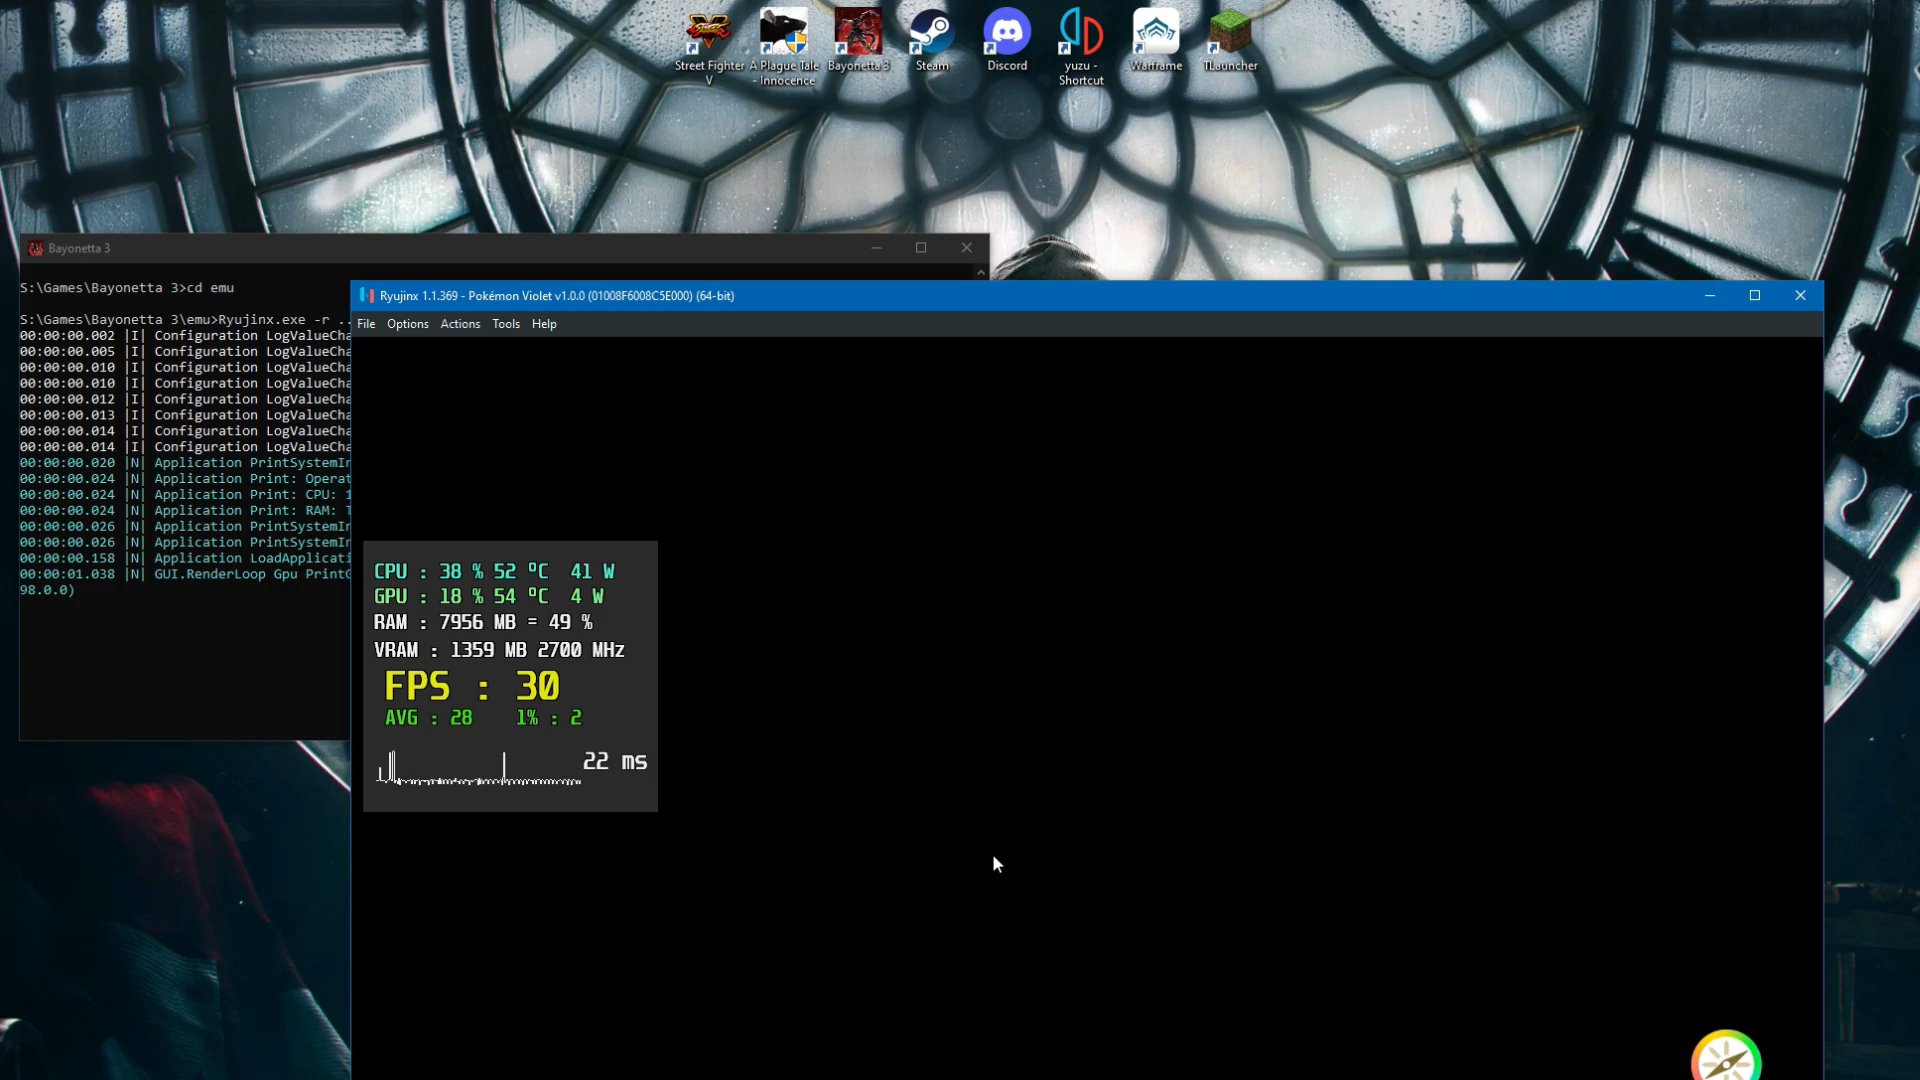 Street Fighter V
A Plague Tale - Innocence
Bayonetta 3
Steam
Discord
yuzu - Shortcut
Warframe
TLauncher
Bayonetta 3
S:\Games\Bayonetta 3>cd emu
S:\Games\Bayonetta 3\emu>Ryujinx.exe -r ..
00:00:00.002 |I| Configuration LogValueCha
00:00:00.005 |I| Configuration LogValueCha
00:00:00.010 |I| Configuration LogValueCha
00:00:00.010 |I| Configuration LogValueCha
00:00:00.012 |I| Configuration LogValueCha
00:00:00.013 |I| Configuration LogValueCha
00:00:00.014 |I| Configuration LogValueCha
00:00:00.014 |I| Configuration LogValueCha
00:00:00.020 |N| Application PrintSystemIn
00:00:00.024 |N| Application Print: Operat
00:00:00.024 |N| Application Print: CPU: 1
00:00:00.024 |N| Application Print: RAM: T
00:00:00.026 |N| Application PrintSystemIn
00:00:00.026 |N| Application PrintSystemIn
00:00:00.158 |N| Application LoadApplicati
00:00:01.038 |N| GUI.RenderLoop Gpu PrintG
98.0.0)
Ryujinx 1.1.369 - Pokémon Violet v1.0.0 (01008F6008C5E000) (64-bit)
File Options Actions Tools Help
CPU : 38 % 52 ºC 41 W
GPU : 18 % 54 ºC 4 W
RAM : 7956 MB = 49 %
VRAM : 1359 MB 2700 MHz
FPS : 30
AVG : 28 1% : 2
22 ms